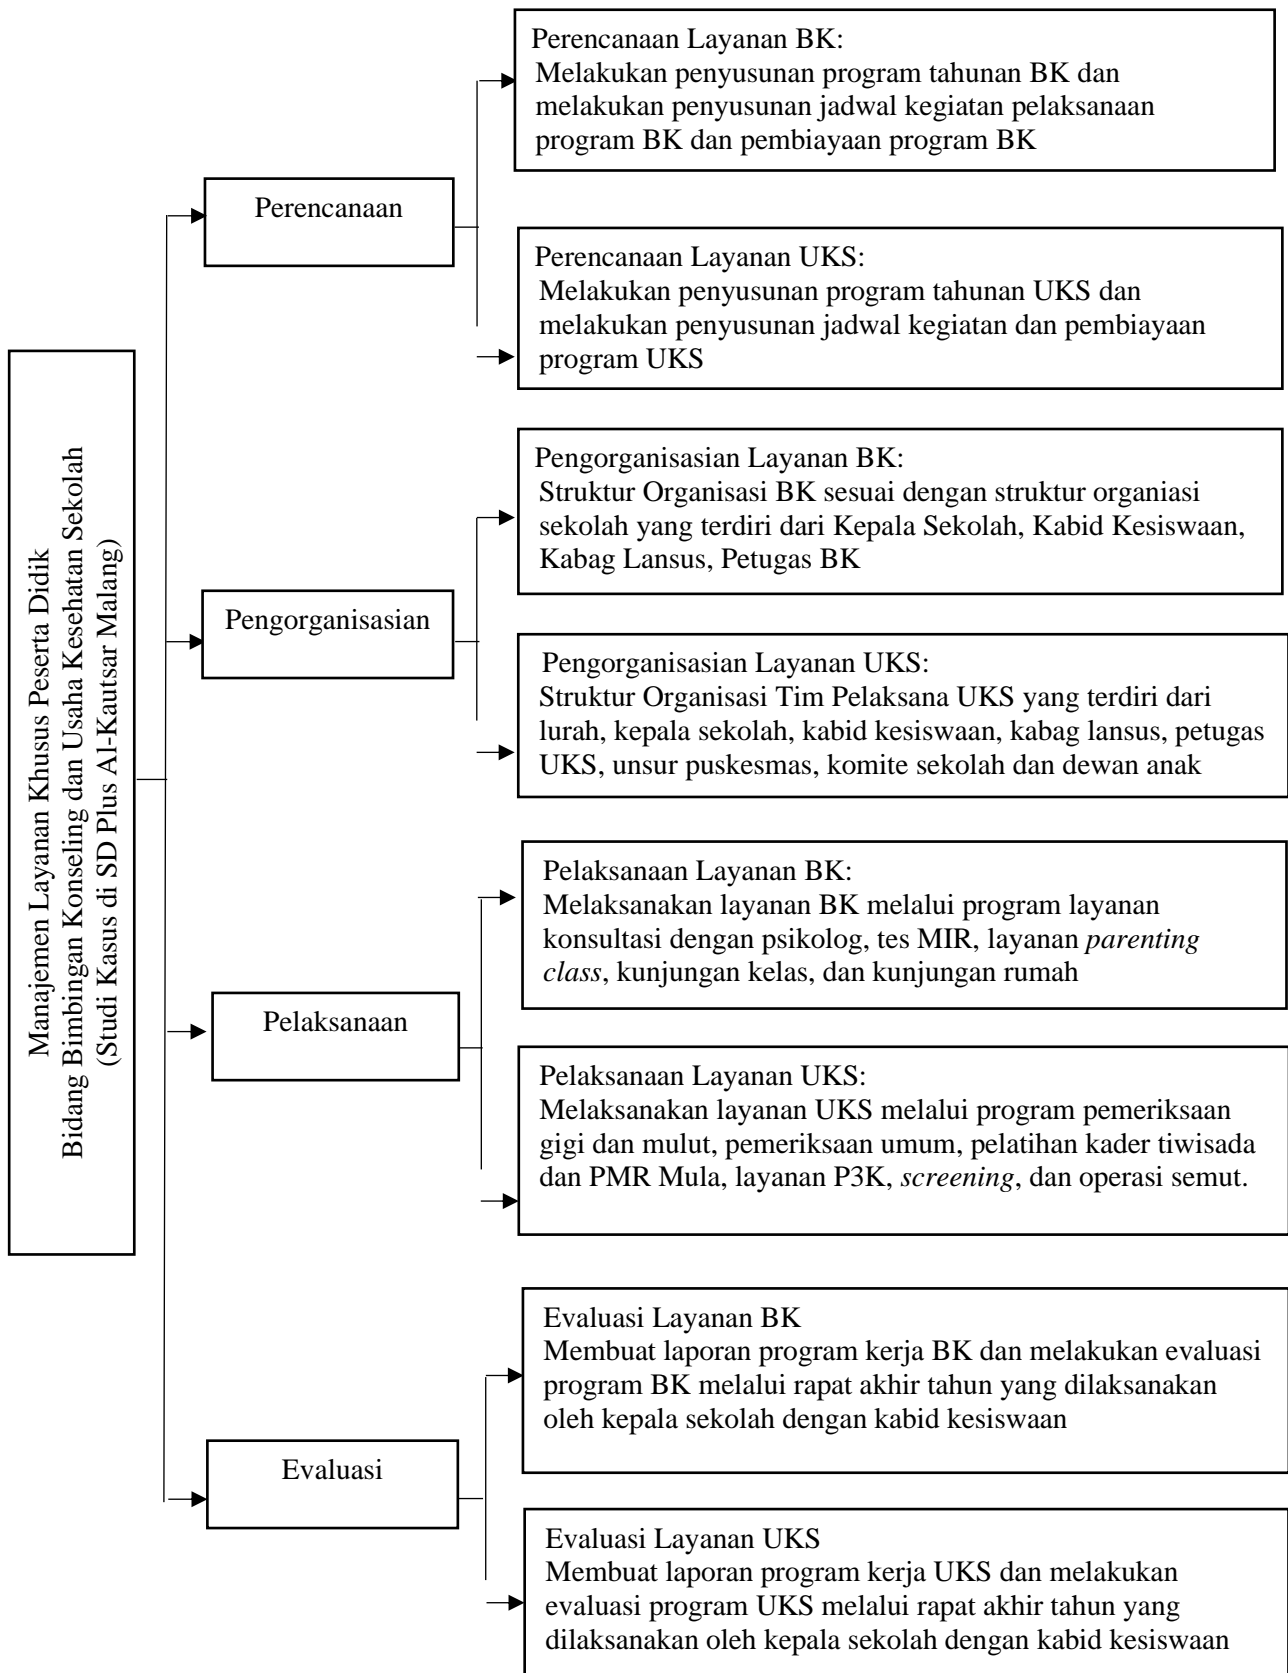 Manajemen Layanan Khusus Peserta Didik
Bidang Bimbingan Konseling dan Usaha Kesehatan Sekolah
(Studi Kasus di SD Plus Al-Kautsar Malang)
Perencanaan
Perencanaan Layanan BK:
Melakukan penyusunan program tahunan BK dan
melakukan penyusunan jadwal kegiatan pelaksanaan
program BK dan pembiayaan program BK
Perencanaan Layanan UKS:
Melakukan penyusunan program tahunan UKS dan
melakukan penyusunan jadwal kegiatan dan pembiayaan
program UKS
Pengorganisasian
Pengorganisasian Layanan BK:
Struktur Organisasi BK sesuai dengan struktur organiasi
sekolah yang terdiri dari Kepala Sekolah, Kabid Kesiswaan,
Kabag Lansus, Petugas BK
Pengorganisasian Layanan UKS:
Struktur Organisasi Tim Pelaksana UKS yang terdiri dari
lurah, kepala sekolah, kabid kesiswaan, kabag lansus, petugas
UKS, unsur puskesmas, komite sekolah dan dewan anak
Pelaksanaan
Pelaksanaan Layanan BK:
Melaksanakan layanan BK melalui program layanan
konsultasi dengan psikolog, tes MIR, layanan parenting
class, kunjungan kelas, dan kunjungan rumah
Pelaksanaan Layanan UKS:
Melaksanakan layanan UKS melalui program pemeriksaan
gigi dan mulut, pemeriksaan umum, pelatihan kader tiwisada
dan PMR Mula, layanan P3K, screening, dan operasi semut.
Evaluasi
Evaluasi Layanan BK
Membuat laporan program kerja BK dan melakukan evaluasi
program BK melalui rapat akhir tahun yang dilaksanakan
oleh kepala sekolah dengan kabid kesiswaan
Evaluasi Layanan UKS
Membuat laporan program kerja UKS dan melakukan
evaluasi program UKS melalui rapat akhir tahun yang
dilaksanakan oleh kepala sekolah dengan kabid kesiswaan